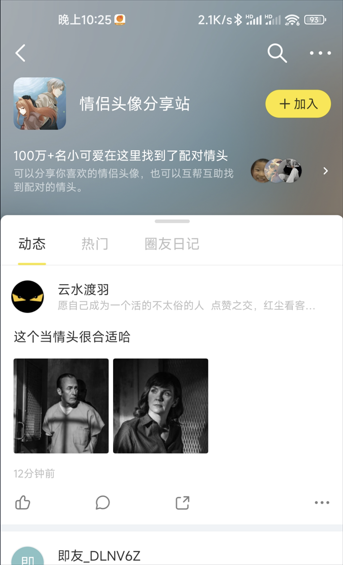 晚上10:25
2.1K/s
HD
HD
93
情侣头像分享站
+ 加入
100万+名小可爱在这里找到了配对情头
可以分享你喜欢的情侣头像，也可以互帮互助找
到配对的情头。
动态
热门
圈友日记
云水渡羽
愿自己成为一个活的不太俗的人 点赞之交，红尘看客...
这个当情头很合适哈
12分钟前
即
即友_DLNV6Z